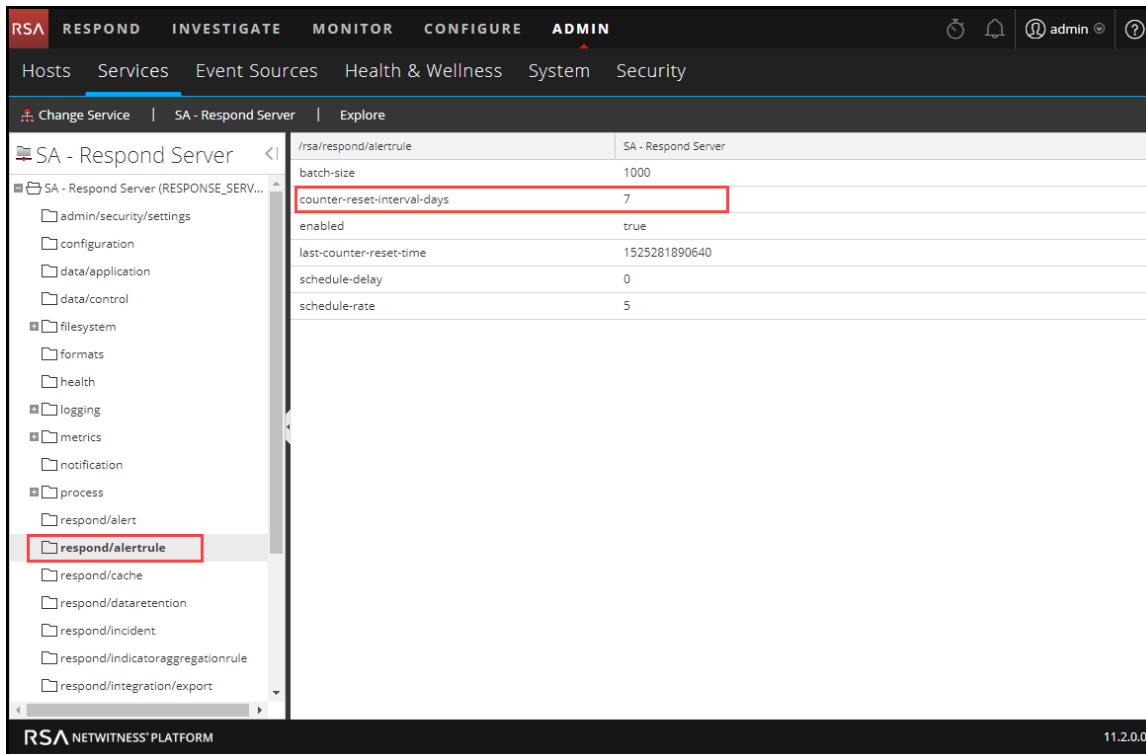 RSA RESPOND INVESTIGATE MONITOR CONFIGURE ADMIN admin ?
Hosts Services Event Sources Health & Wellness System Security
Change Service | SA - Respond Server | Explore
SA - Respond Server
SA - Respond Server (RESPONSE_SERV...
admin/security/settings
configuration
data/application
data/control
filesystem
formats
health
logging
metrics
notification
process
respond/alert
respond/alertrule
respond/cache
respond/dataretention
respond/incident
respond/indicatoraggregationrule
respond/integration/export
/rsa/respond/alertrule SA - Respond Server
batch-size 1000
counter-reset-interval-days 7
enabled true
last-counter-reset-time 1525281890640
schedule-delay 0
schedule-rate 5
RSA NETWITNESS® PLATFORM 11.2.0.0